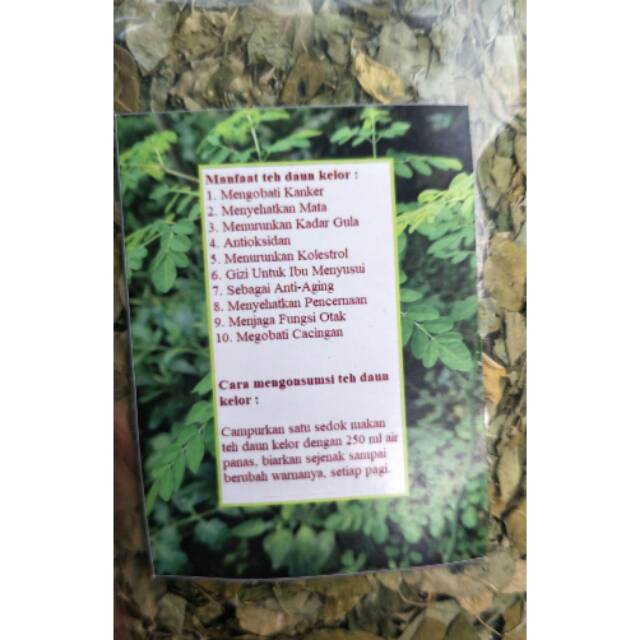 Manfaat teh daun kelor :
1. Mengobati Kanker
2. Menyehatkan Mata
3. Menurunkan Kadar Gula
4. Antioksidan
5. Menurunkan Kolestrol
6. Gizi Untuk Ibu Menyusui
7. Sebagai Anti-Aging
8. Menyehatkan Pencernaan
9. Menjaga Fungsi Otak
10. Megobati Cacingan
Cara mengonsumsi teh daun
kelor :
Campurkan satu sedok makan
teh daun kelor dengan 250 ml air
panas, biarkan sejenak sampai
berubah warnanya, setiap pagi.